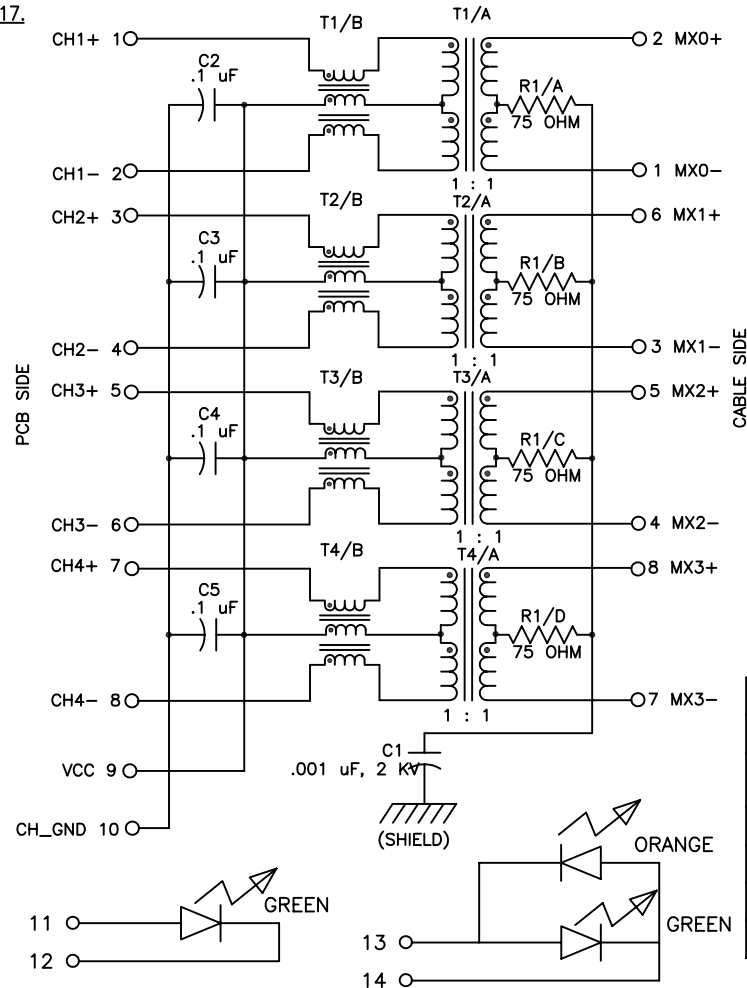 17.
T1/B
T1/A
CH1+ 1
2 MX0+
C2
.1 uF
R1/A
75 OHM
CH1- 2
1 MX0-
1 : 1
T2/B
T2/A
CH2+ 3
6 MX1+
C3
.1 uF
R1/B
75 OHM
CH2- 4
3 MX1-
1 : 1
T3/B
T3/A
CH3+ 5
5 MX2+
PCB SIDE
CABLE SIDE
C4
.1 uF
R1/C
75 OHM
CH3- 6
4 MX2-
1 : 1
T4/B
T4/A
CH4+ 7
8 MX3+
C5
.1 uF
R1/D
75 OHM
CH4- 8
7 MX3-
1 : 1
C1
.001 uF, 2 KV
VCC 9
CH_GND 10
(SHIELD)
ORANGE
GREEN
11
12
GREEN
13
14